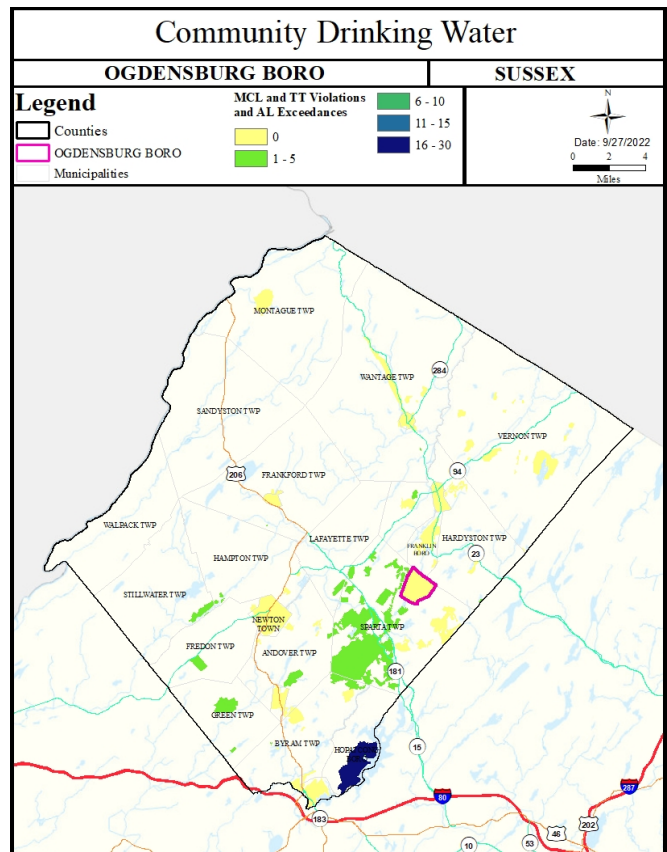 Community Drinking Water
OGDENSBURG BORO
SUSSEX
Legend
Counties
OGDENSBURG BORO
Municipalities
MCL and TT Violations
and AL Exceedances
0
1 - 5
6 - 10
11 - 15
16 - 30
N
Date: 9/27/2022
0 2 4
Miles
MONTAGUE TWP
WANTAGE TWP
284
SANDYSTON TWP
VERNON TWP
94
206
FRANKFORD TWP
WALPACK TWP
LAFAYETTE TWP
FRANKLIN
BORO
HARDYSTON TWP
23
HAMPTON TWP
STILLWATER TWP
NEWTON
TOWN
SPARTA TWP
FREDON TWP
ANDOVER TWP
181
GREEN TWP
BYRAM TWP
15
80
287
183
202
46
53
10